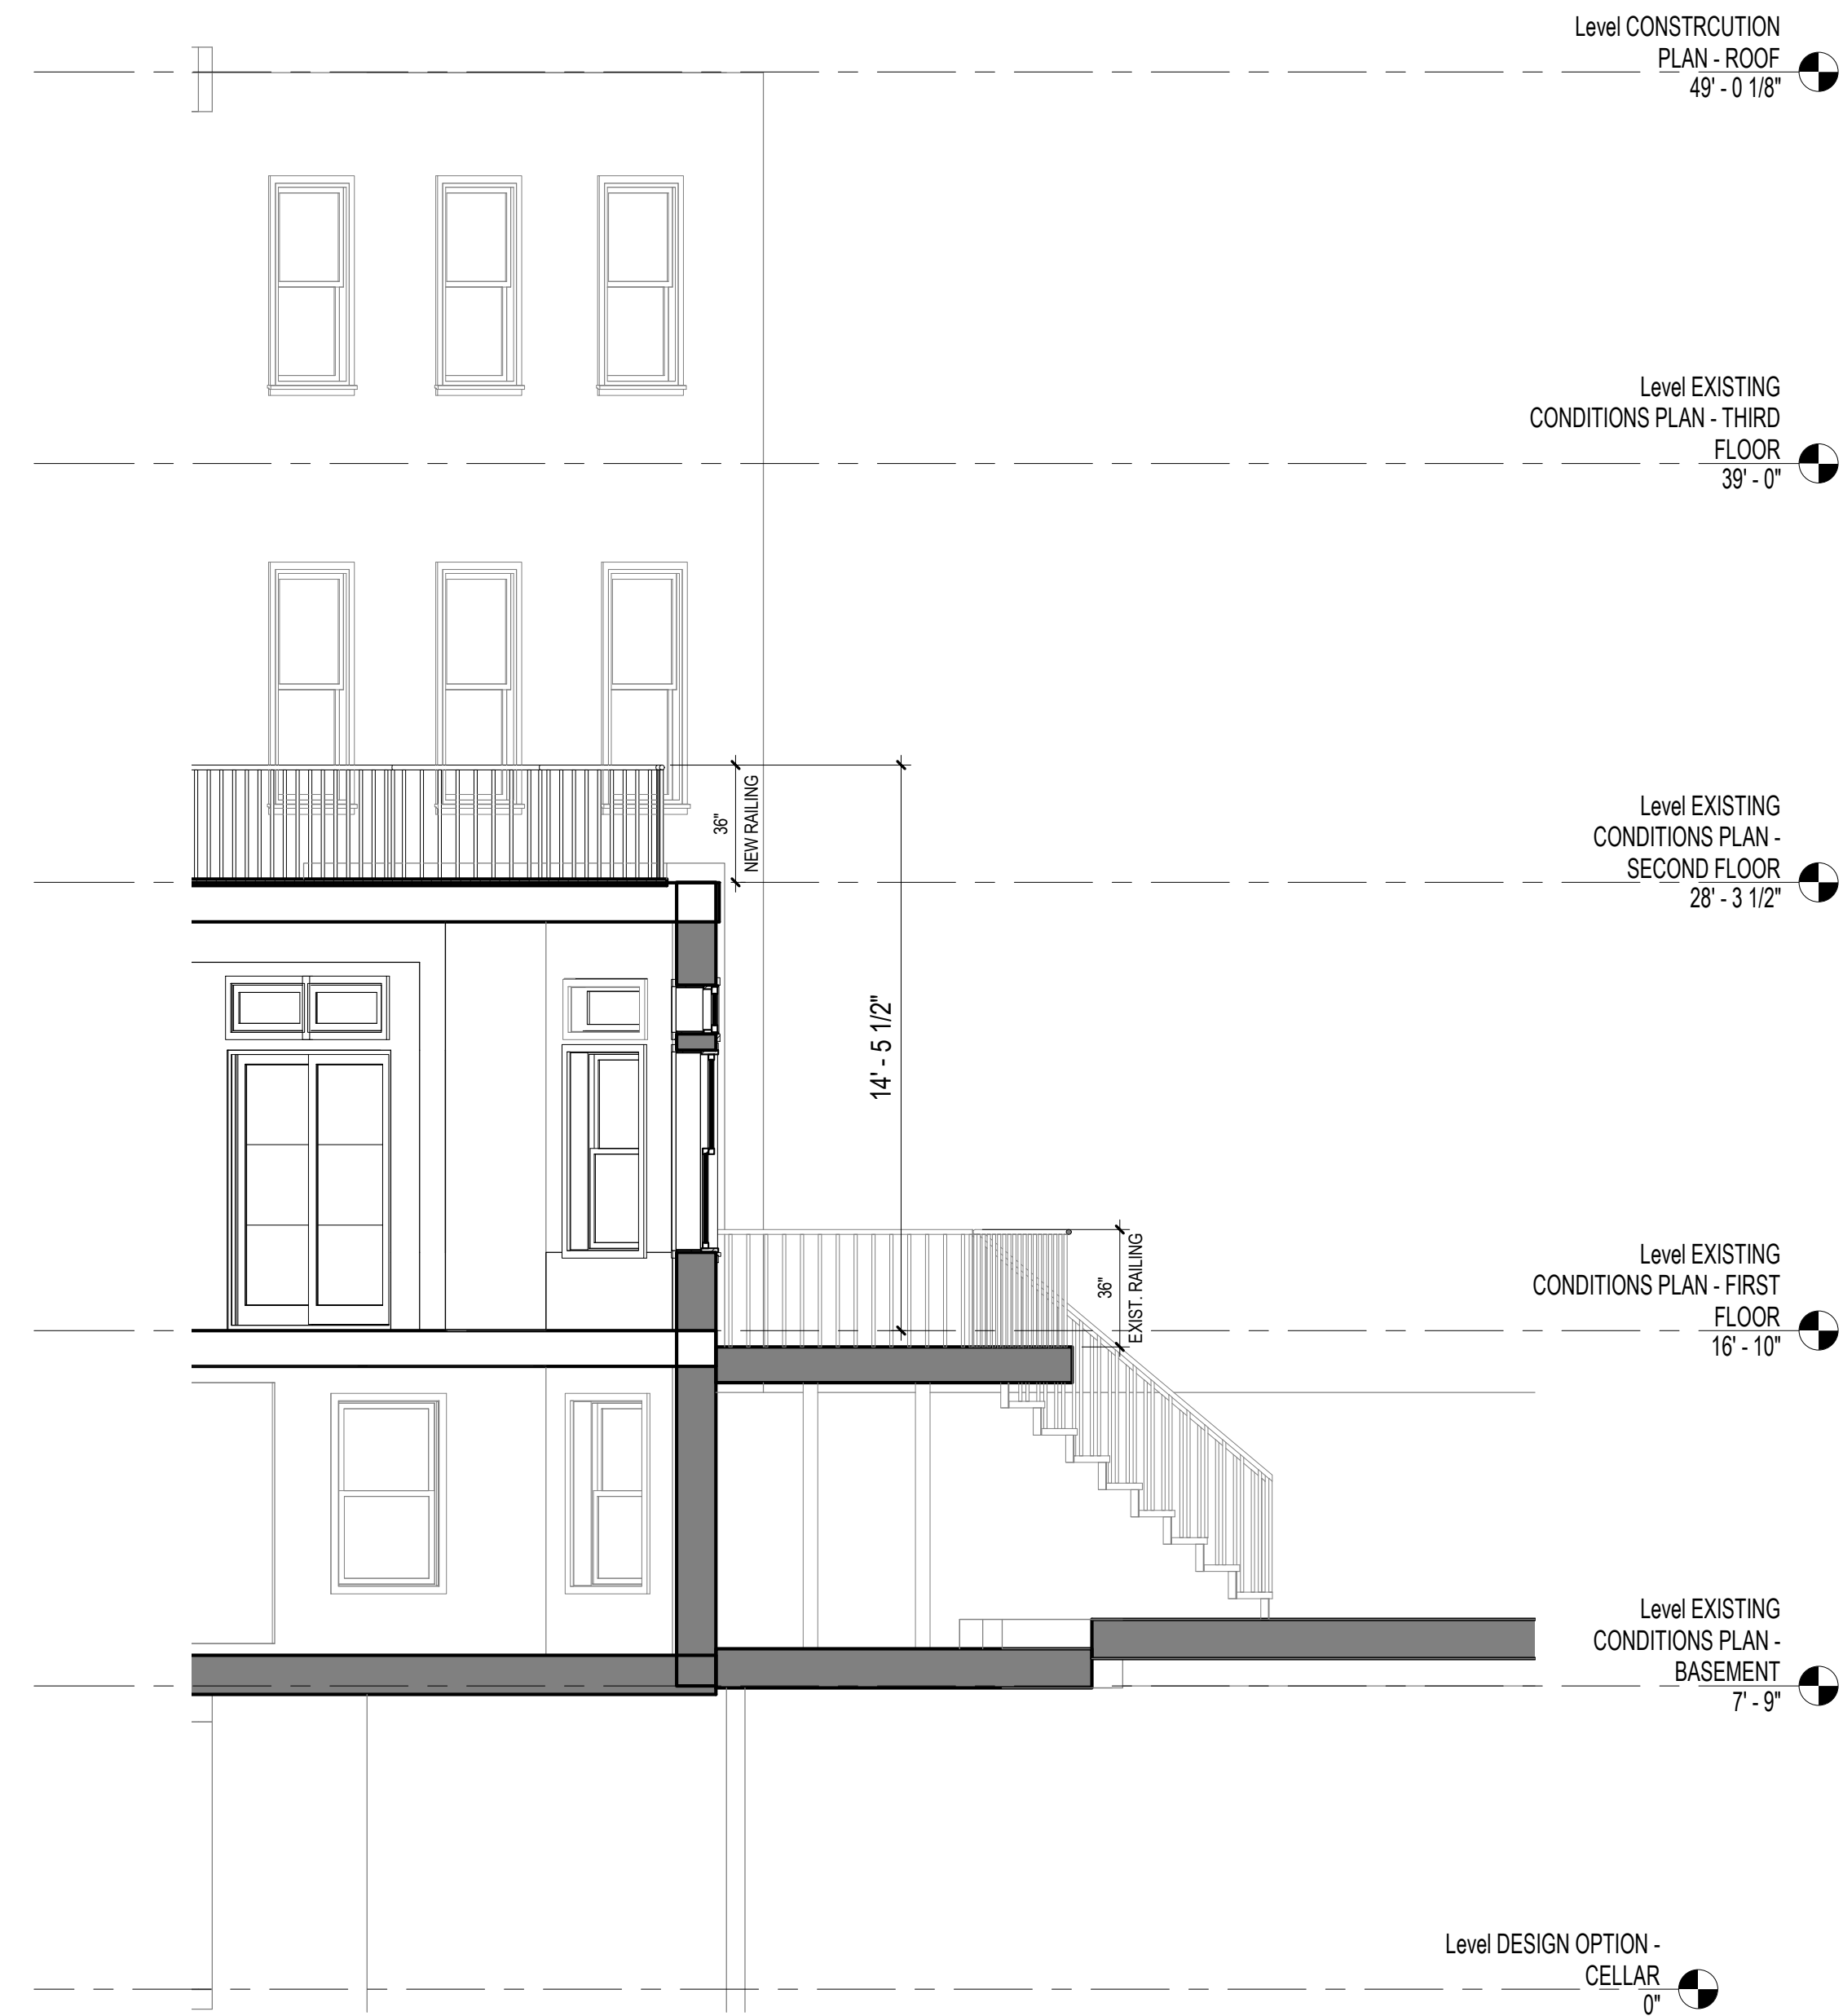 Level CONSTRCUTION
PLAN - ROOF
49' - 0 1/8"
Level EXISTING
CONDITIONS PLAN - THIRD
FLOOR
39' - 0"
36"
NEW RAILING
Level EXISTING
CONDITIONS PLAN -
SECOND FLOOR
28' - 3 1/2"
14' - 5 1/2"
36"
EXIST. RAILING
Level EXISTING
CONDITIONS PLAN - FIRST
FLOOR
16' - 10"
Level EXISTING
CONDITIONS PLAN -
BASEMENT
7' - 9"
Level DESIGN OPTION -
CELLAR
0"